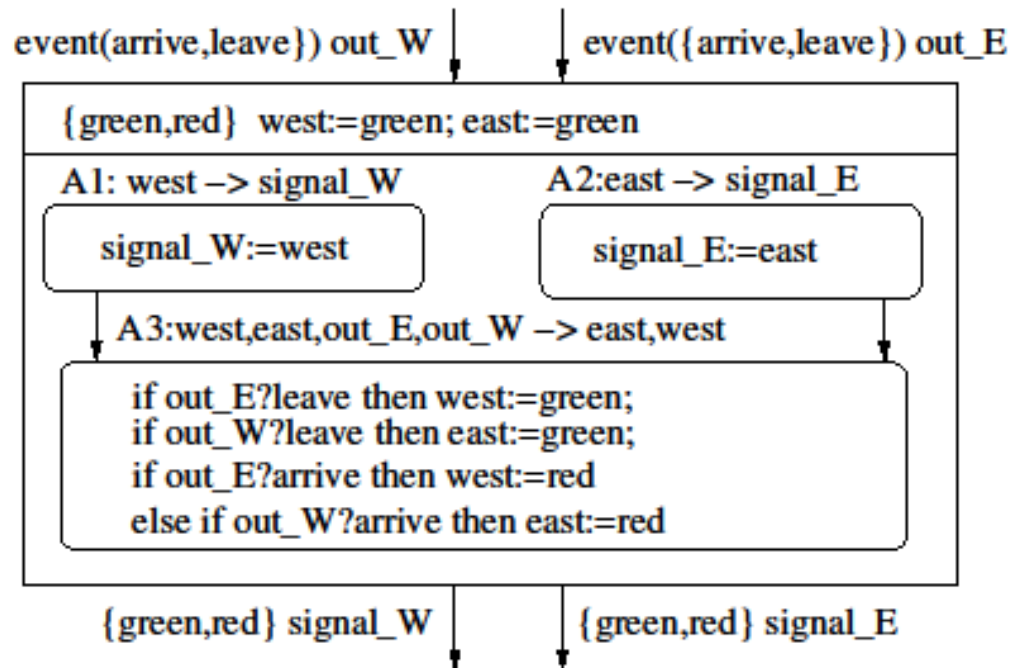 event(arrive,leave}) out_W
event({arrive,leave}) out_E
{green,red}  west:=green; east:=green
A1: west –> signal_W
A2:east –> signal_E
signal_W:=west
signal_E:=east
A3:west,east,out_E,out_W –> east,west
if out_E?leave then west:=green;
if out_W?leave then east:=green;
if out_E?arrive then west:=red
else if out_W?arrive then east:=red
{green,red} signal_W
{green,red} signal_E